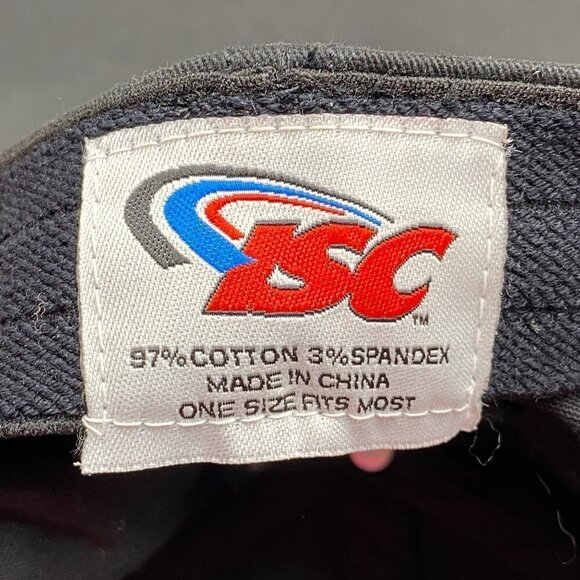 ISC
TM
97% COTTON 3% SPANDEX
MADE IN CHINA
ONE SIZE FITS MOST